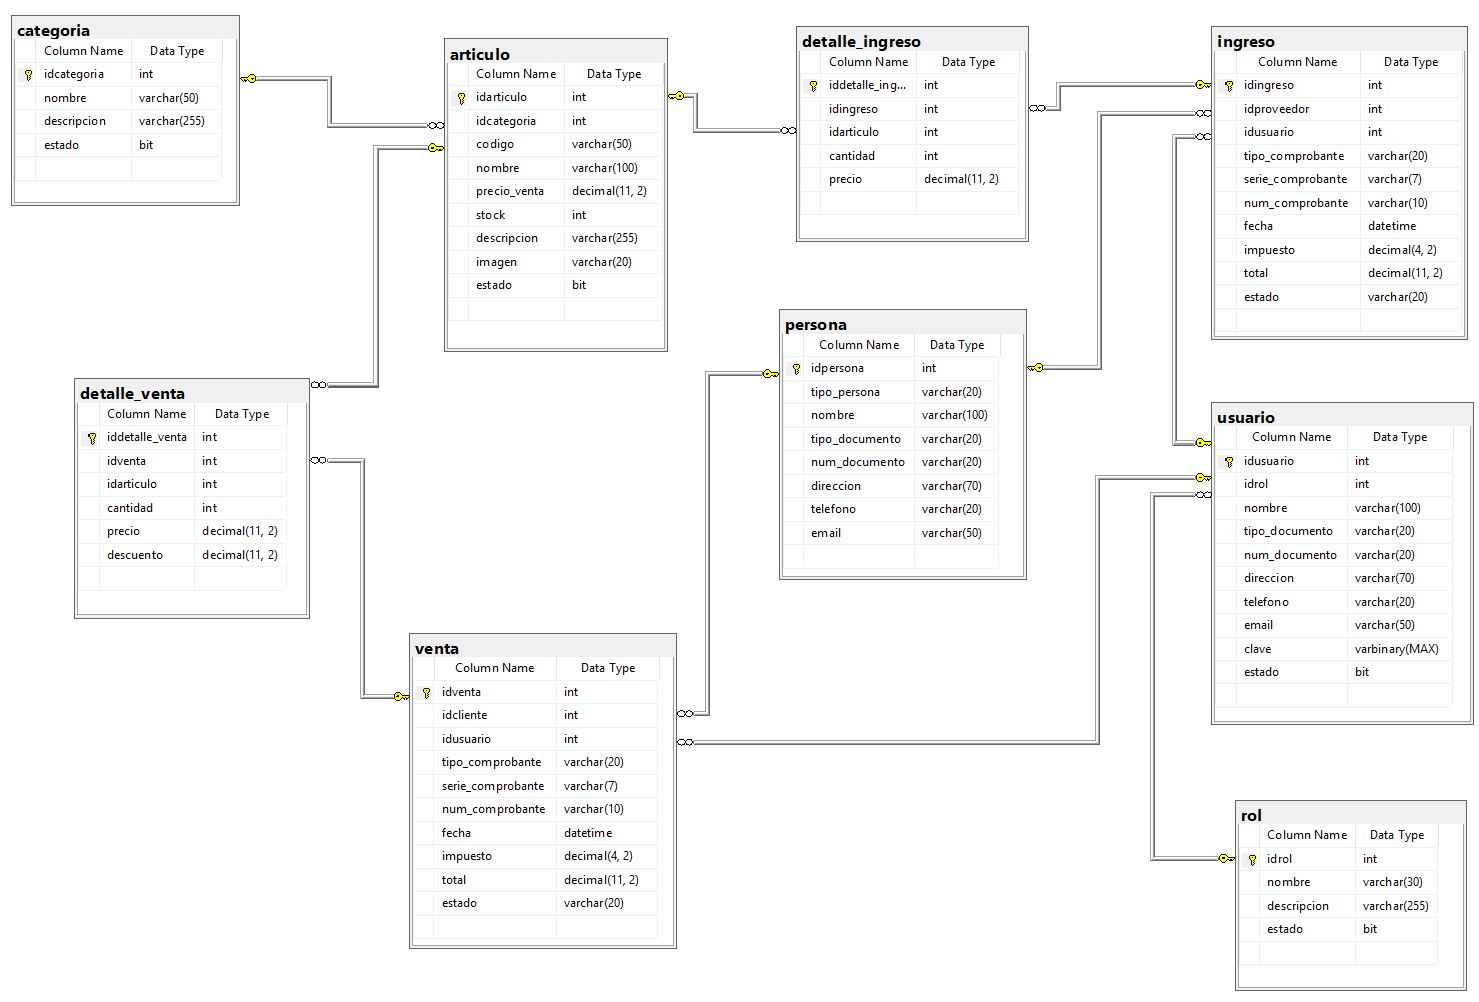 categoria
Column Name Data Type
idcategoria int
nombre varchar(50)
descripcion varchar(255)
estado bit
articulo
Column Name Data Type
idarticulo int
idcategoria int
codigo varchar(50)
nombre varchar(100)
precio_venta decimal(11, 2)
stock int
descripcion varchar(255)
imagen varchar(20)
estado bit
detalle_ingreso
Column Name Data Type
iddetalle_ing... int
idingreso int
idarticulo int
cantidad int
precio decimal(11, 2)
ingreso
Column Name Data Type
idingreso int
idproveedor int
idusuario int
tipo_comprobante varchar(20)
serie_comprobante varchar(7)
num_comprobante varchar(10)
fecha datetime
impuesto decimal(4, 2)
total decimal(11, 2)
estado varchar(20)
persona
Column Name Data Type
idpersona int
tipo_persona varchar(20)
nombre varchar(100)
tipo_documento varchar(20)
num_documento varchar(20)
direccion varchar(70)
telefono varchar(20)
email varchar(50)
detalle_venta
Column Name Data Type
iddetalle_venta int
idventa int
idarticulo int
cantidad int
precio decimal(11, 2)
descuento decimal(11, 2)
usuario
Column Name Data Type
idusuario int
idrol int
nombre varchar(100)
tipo_documento varchar(20)
num_documento varchar(20)
direccion varchar(70)
telefono varchar(20)
email varchar(50)
clave varbinary(MAX)
estado bit
venta
Column Name Data Type
idventa int
idcliente int
idusuario int
tipo_comprobante varchar(20)
serie_comprobante varchar(7)
num_comprobante varchar(10)
fecha datetime
impuesto decimal(4, 2)
total decimal(11, 2)
estado varchar(20)
rol
Column Name Data Type
idrol int
nombre varchar(30)
descripcion varchar(255)
estado bit